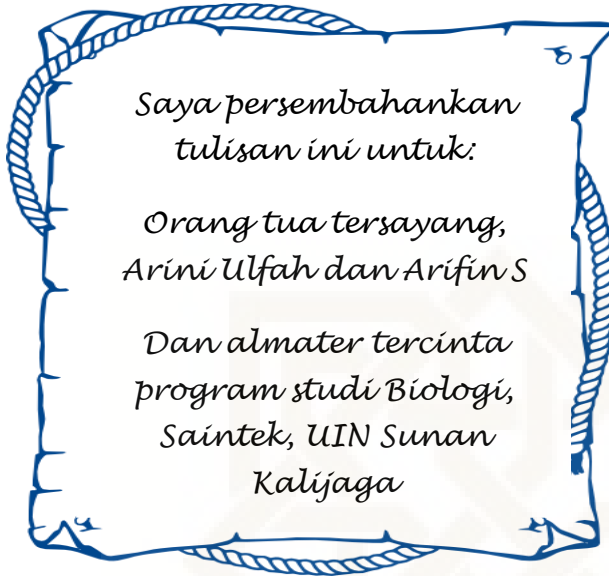 Saya persembahankan
tulisan ini untuk:
Orang tua tersayang,
Arini Ulfah dan Arifin S
Dan almater tercinta
program studi Biologi,
Saintek, UIN Sunan
Kalijaga